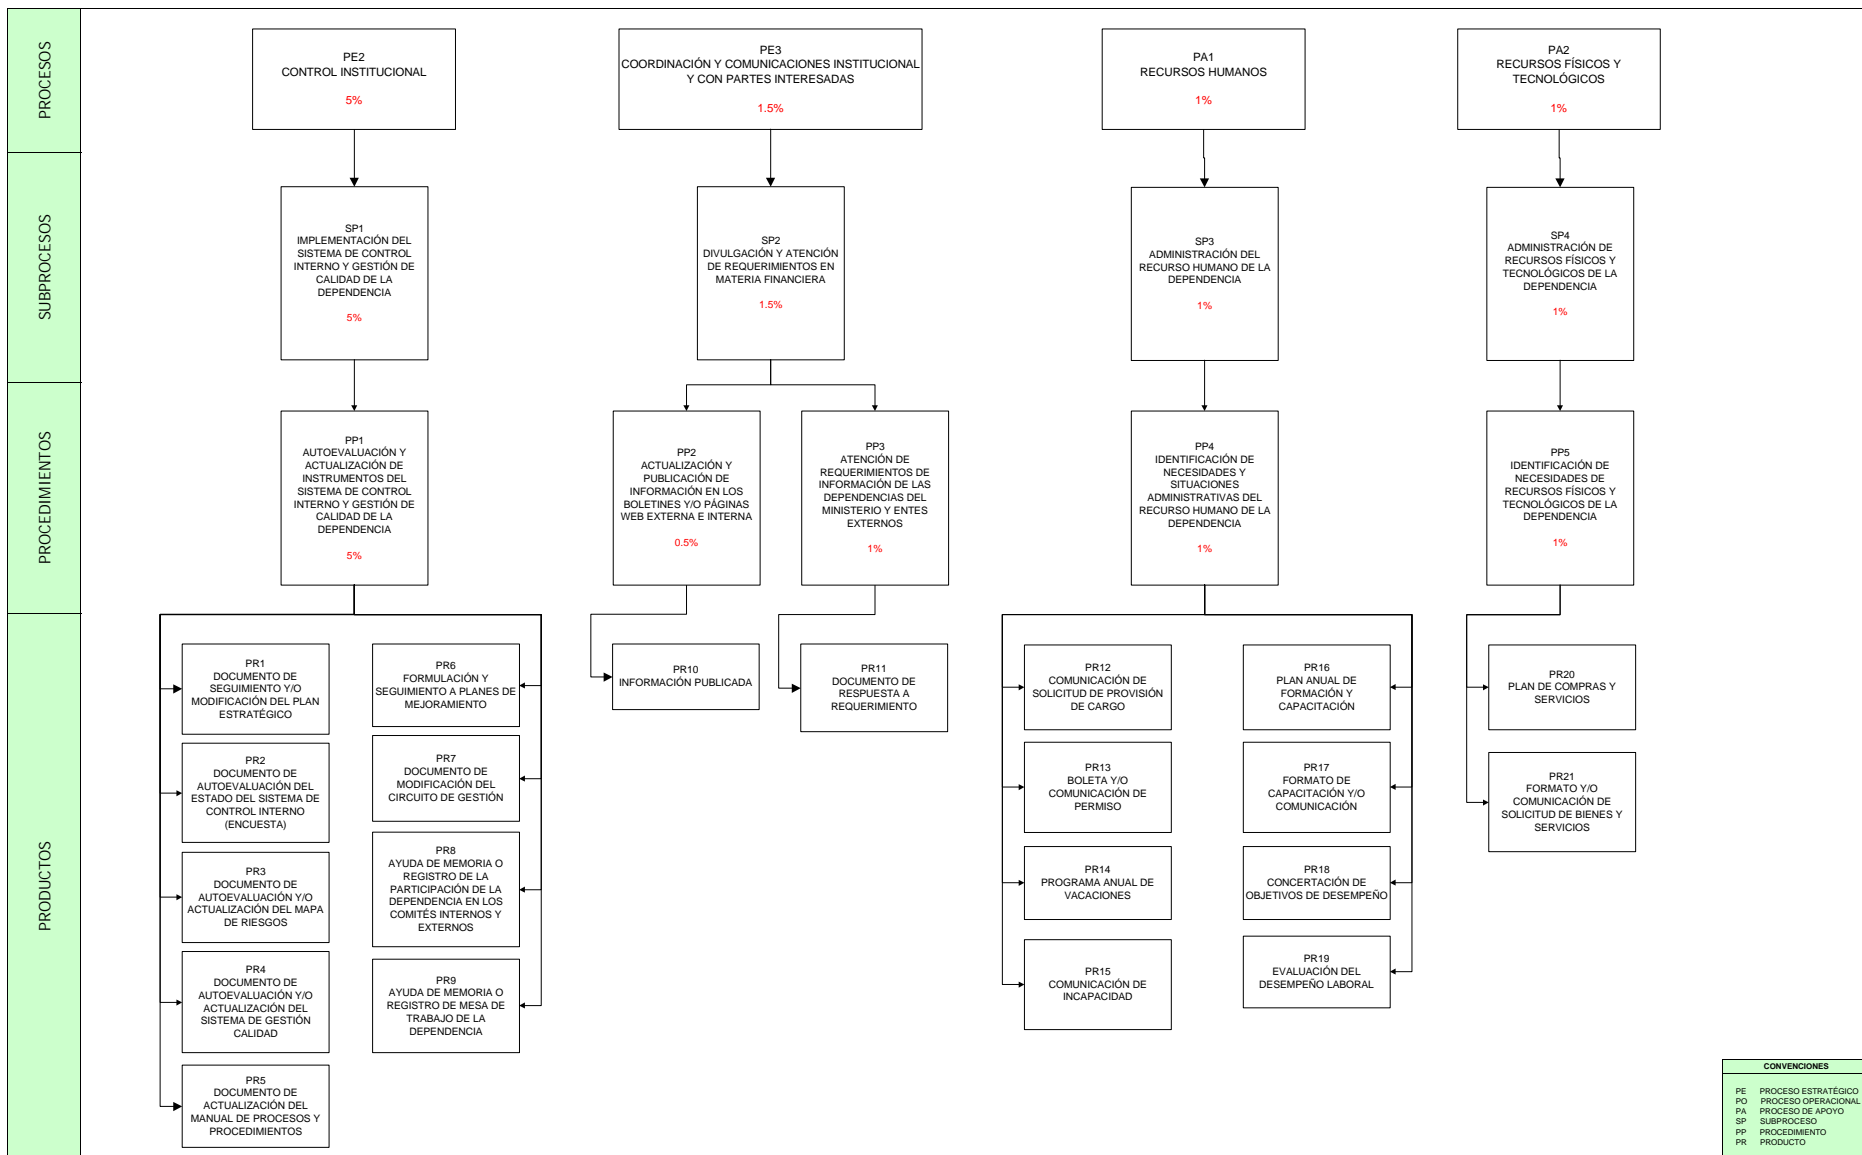 PROCESOS
PE2
CONTROL INSTITUCIONAL
5%
PE3
COORDINACIÓN Y COMUNICACIONES INSTITUCIONAL
Y CON PARTES INTERESADAS
1.5%
PA1
RECURSOS HUMANOS
1%
PA2
RECURSOS FÍSICOS Y
TECNOLÓGICOS
1%
SUBPROCESOS
SP1
IMPLEMENTACIÓN DEL
SISTEMA DE CONTROL
INTERNO Y GESTIÓN DE
CALIDAD DE LA
DEPENDENCIA
5%
SP2
DIVULGACIÓN Y ATENCIÓN
DE REQUERIMIENTOS EN
MATERIA FINANCIERA
1.5%
SP3
ADMINISTRACIÓN DEL
RECURSO HUMANO DE LA
DEPENDENCIA
1%
SP4
ADMINISTRACIÓN DE
RECURSOS FÍSICOS Y
TECNOLÓGICOS DE LA
DEPENDENCIA
1%
PROCEDIMIENTOS
PP1
AUTOEVALUACIÓN Y
ACTUALIZACIÓN DE
INSTRUMENTOS DEL
SISTEMA DE CONTROL
INTERNO Y GESTIÓN DE
CALIDAD DE LA
DEPENDENCIA
5%
PP2
ACTUALIZACIÓN Y
PUBLICACIÓN DE
INFORMACIÓN EN LOS
BOLETINES Y/O PÁGINAS
WEB EXTERNA E INTERNA
0.5%
PP3
ATENCIÓN DE
REQUERIMIENTOS DE
INFORMACIÓN DE LAS
DEPENDENCIAS DEL
MINISTERIO Y ENTES
EXTERNOS
1%
PP4
IDENTIFICACIÓN DE
NECESIDADES Y
SITUACIONES
ADMINISTRATIVAS DEL
RECURSO HUMANO DE LA
DEPENDENCIA
1%
PP5
IDENTIFICACIÓN DE
NECESIDADES DE
RECURSOS FÍSICOS Y
TECNOLÓGICOS DE LA
DEPENDENCIA
1%
PRODUCTOS
PR1
DOCUMENTO DE
SEGUIMIENTO Y/O
MODIFICACIÓN DEL PLAN
ESTRATÉGICO
PR2
DOCUMENTO DE
AUTOEVALUACIÓN DEL
ESTADO DEL SISTEMA DE
CONTROL INTERNO
(ENCUESTA)
PR3
DOCUMENTO DE
AUTOEVALUACIÓN Y/O
ACTUALIZACIÓN DEL MAPA
DE RIESGOS
PR4
DOCUMENTO DE
AUTOEVALUACIÓN Y/O
ACTUALIZACIÓN DEL
SISTEMA DE GESTIÓN
CALIDAD
PR5
DOCUMENTO DE
ACTUALIZACIÓN DEL
MANUAL DE PROCESOS Y
PROCEDIMIENTOS
PR6
FORMULACIÓN Y
SEGUIMIENTO A PLANES DE
MEJORAMIENTO
PR7
DOCUMENTO DE
MODIFICACIÓN DEL
CIRCUITO DE GESTIÓN
PR8
AYUDA DE MEMORIA O
REGISTRO DE LA
PARTICIPACIÓN DE LA
DEPENDENCIA EN LOS
COMITÉS INTERNOS Y
EXTERNOS
PR9
AYUDA DE MEMORIA O
REGISTRO DE MESA DE
TRABAJO DE LA
DEPENDENCIA
PR10
INFORMACIÓN PUBLICADA
PR11
DOCUMENTO DE
RESPUESTA A
REQUERIMIENTO
PR12
COMUNICACIÓN DE
SOLICITUD DE PROVISIÓN
DE CARGO
PR13
BOLETA Y/O
COMUNICACIÓN DE
PERMISO
PR14
PROGRAMA ANUAL DE
VACACIONES
PR15
COMUNICACIÓN DE
INCAPACIDAD
PR16
PLAN ANUAL DE
FORMACIÓN Y
CAPACITACIÓN
PR17
FORMATO DE
CAPACITACIÓN Y/O
COMUNICACIÓN
PR18
CONCERTACIÓN DE
OBJETIVOS DE DESEMPEÑO
PR19
EVALUACIÓN DEL
DESEMPEÑO LABORAL
PR20
PLAN DE COMPRAS Y
SERVICIOS
PR21
FORMATO Y/O
COMUNICACIÓN DE
SOLICITUD DE BIENES Y
SERVICIOS
CONVENCIONES
PE PROCESO ESTRATÉGICO
PO PROCESO OPERACIONAL
PA PROCESO DE APOYO
SP SUBPROCESO
PP PROCEDIMIENTO
PR PRODUCTO